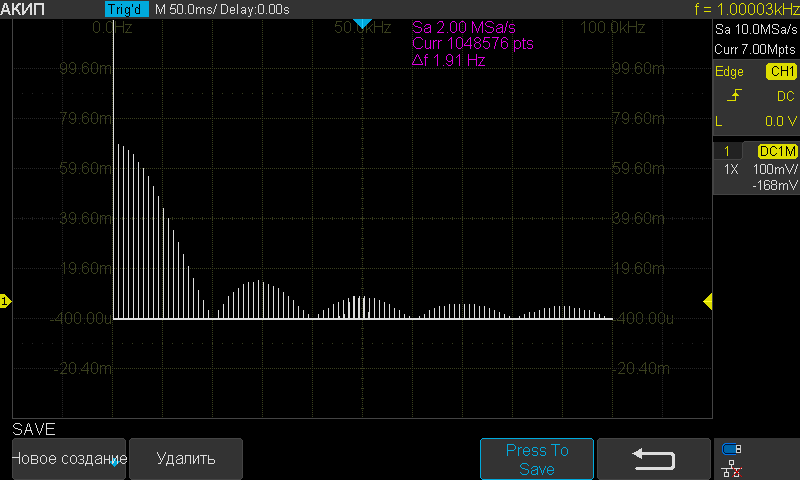 АКИП Trig'd M 50.0ms/ Delay:0.00s f = 1.00003kHz
0.0Hz 50.0kHz 100.0kHz
Sa 2.00 MSa/s
Curr 1048576 pts
Δf 1.91 Hz
Sa 10.0MSa/s
Curr 7.00Mpts
Edge CH1
DC
L 0.0 V
1 DC1M
1X 100mV/
-168mV
99.60m 99.60m
79.60m 79.60m
59.60m 59.60m
39.60m 39.60m
19.60m 19.60m
1
-400.00u -400.00u
-20.40m -20.40m
SAVE
Новое создание Удалить Press To
Save